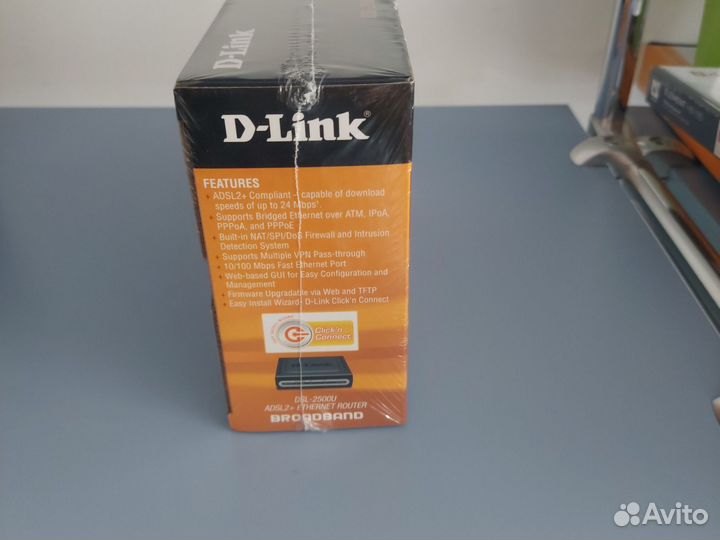 D-Link
D-Link®
FEATURES
• ADSL2+ Compliant – capable of download
speeds of up to 24 Mbps¹.
• Supports Bridged Ethernet over ATM, IPoA,
PPPoA, and PPPoE
• Built-in NAT/SPI/DoS Firewall and Intrusion
Detection System
• Supports Multiple VPN Pass-through
• 10/100 Mbps Fast Ethernet Port
• Web-based GUI for Easy Configuration and
Management
• Firmware Upgradable via Web and TFTP
• Easy Install Wizard- D-Link Click'n Connect
Click'n
Connect
DSL-2500U
ADSL2+ ETHERNET ROUTER
BROADBAND
Avito